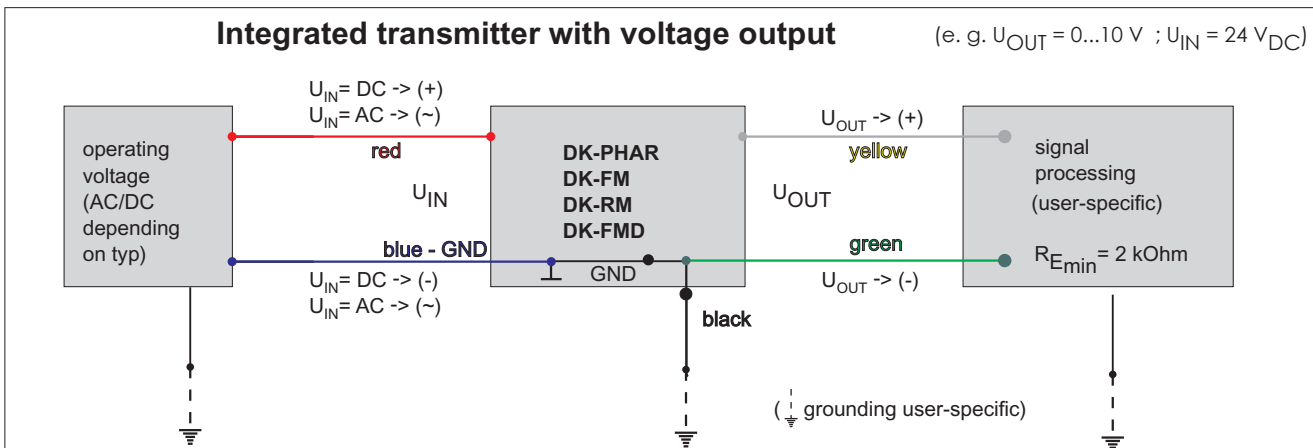 Integrated transmitter with voltage output
(e. g. UOUT = 0...10 V ; UIN = 24 VDC)
UIN= DC -> (+)
UIN= AC -> (~)
red
operating
voltage
(AC/DC
depending
on typ)
UIN
blue - GND
UIN= DC -> (-)
UIN= AC -> (~)
DK-PHAR
DK-FM
DK-RM
DK-FMD
GND
black
UOUT -> (+)
yellow
UOUT
green
UOUT -> (-)
signal
processing
(user-specific)
REmin = 2 kOhm
( grounding user-specific)